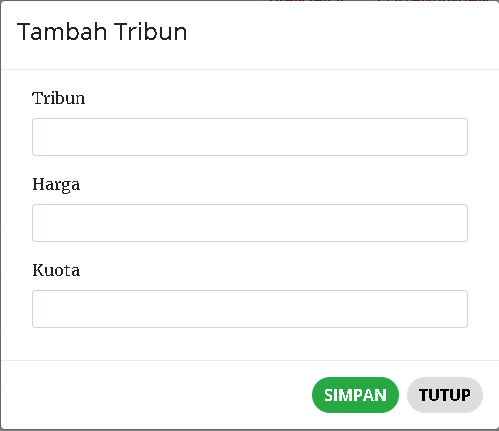 Tambah Tribun
Tribun
Harga
Kuota
SIMPAN TUTUP